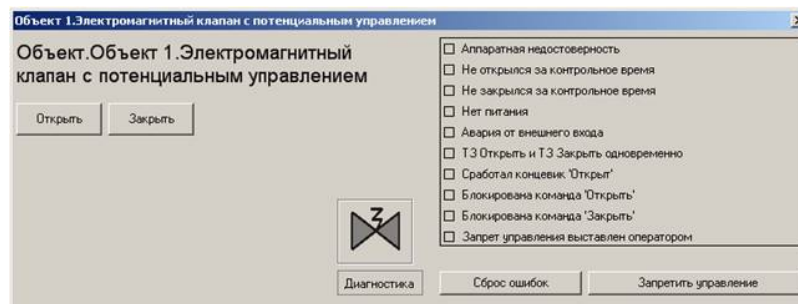 Объект 1.Электромагнитный клапан с потенциальным управлением
Объект.Объект 1.Электромагнитный
клапан с потенциальным управлением
Открыть
Закрыть
Аппаратная недостоверность
Не открылся за контрольное время
Не закрылся за контрольное время
Нет питания
Авария от внешнего входа
ТЗ Открыть и ТЗ Закрыть одновременно
Сработал концевик 'Открыт'
Блокирована команда 'Открыть'
Блокирована команда 'Закрыть'
Запрет управления выставлен оператором
З
Диагностика
Сброс ошибок
Запретить управление